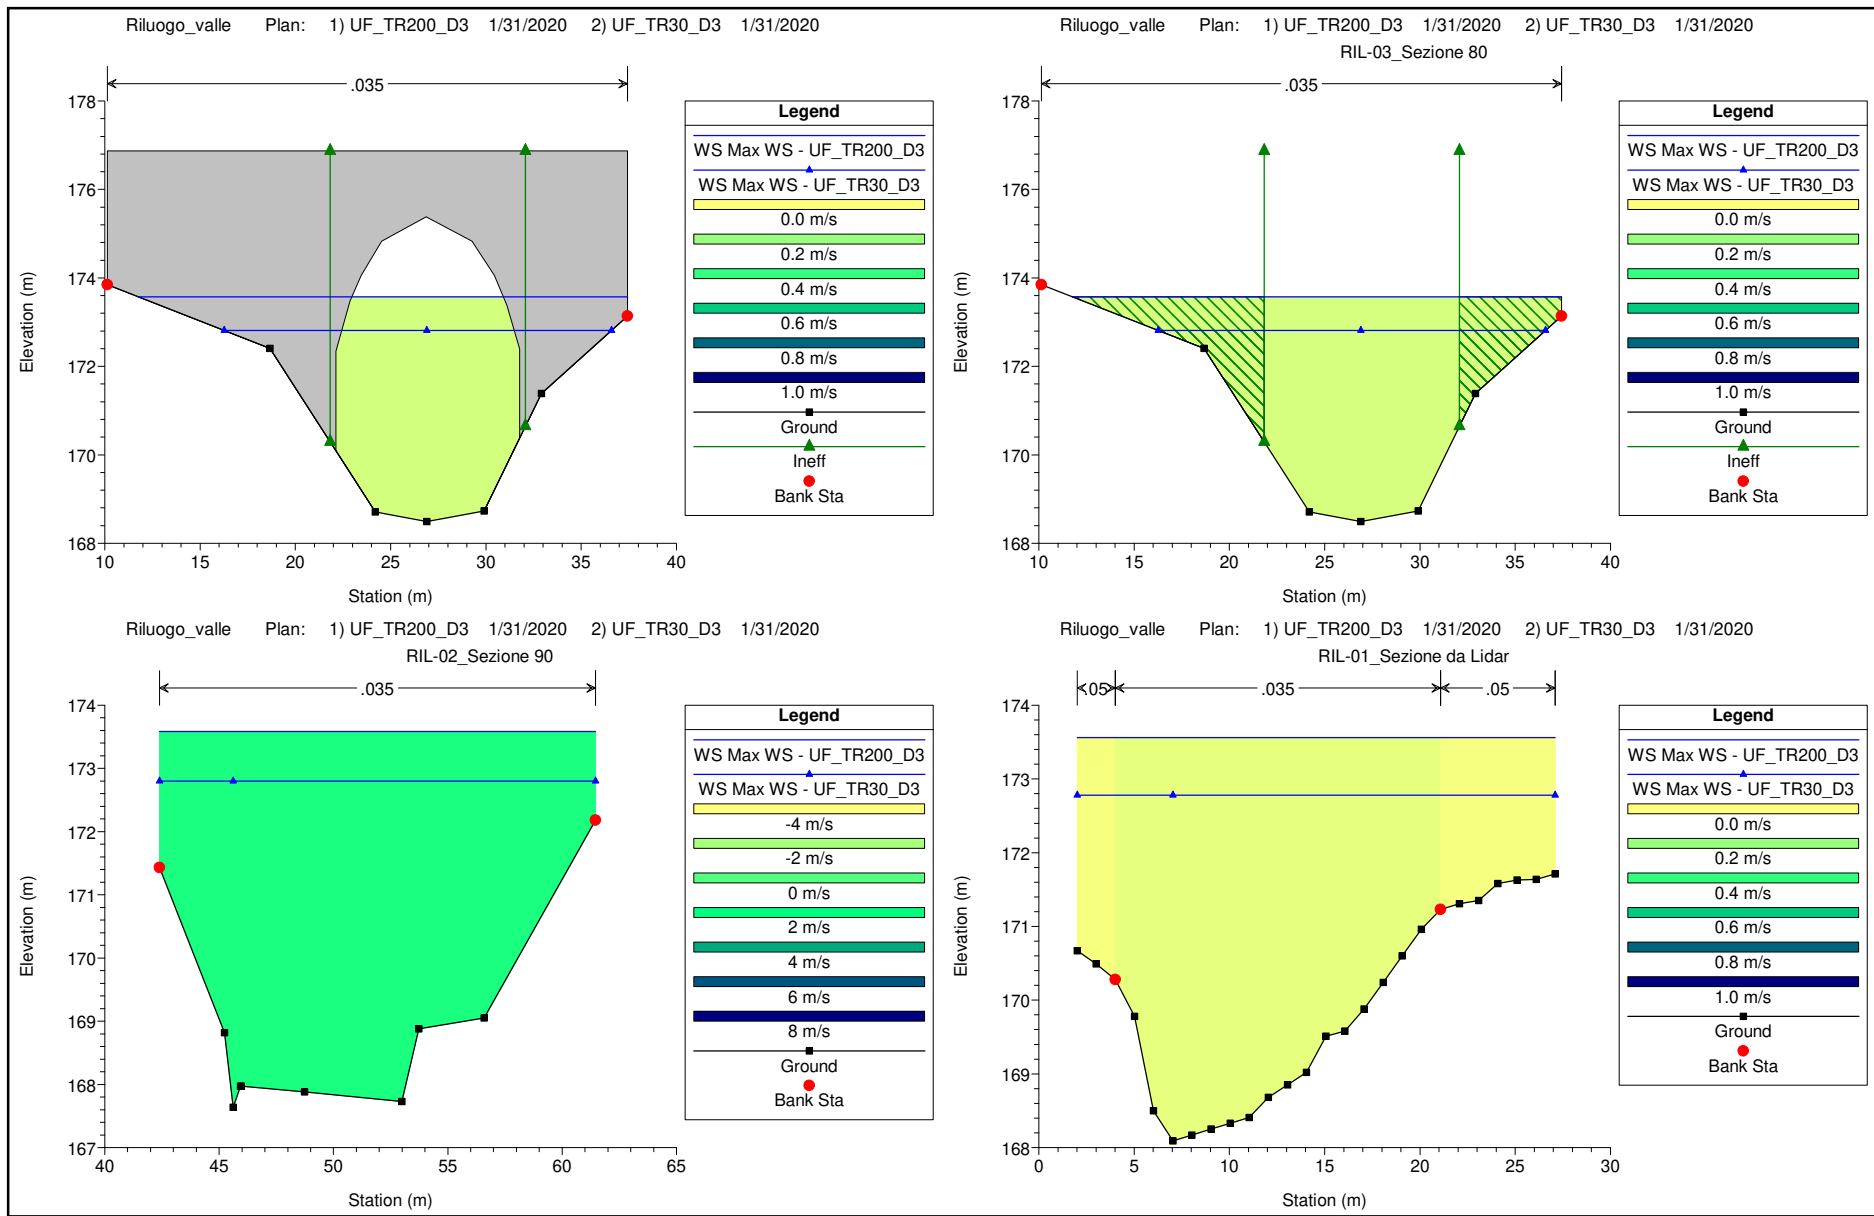 Riluogo_valle Plan: 1) UF_TR200_D3 1/31/2020 2) UF_TR30_D3 1/31/2020
.035
178
176
174
172
170
168
10 15 20 25 30 35 40
Elevation (m)
Station (m)
Legend
WS Max WS - UF_TR200_D3
WS Max WS - UF_TR30_D3
0.0 m/s
0.2 m/s
0.4 m/s
0.6 m/s
0.8 m/s
1.0 m/s
Ground
Ineff
Bank Sta
Riluogo_valle Plan: 1) UF_TR200_D3 1/31/2020 2) UF_TR30_D3 1/31/2020
RIL-03_Sezione 80
.035
178
176
174
172
170
168
10 15 20 25 30 35 40
Elevation (m)
Station (m)
Legend
WS Max WS - UF_TR200_D3
WS Max WS - UF_TR30_D3
0.0 m/s
0.2 m/s
0.4 m/s
0.6 m/s
0.8 m/s
1.0 m/s
Ground
Ineff
Bank Sta
Riluogo_valle Plan: 1) UF_TR200_D3 1/31/2020 2) UF_TR30_D3 1/31/2020
RIL-02_Sezione 90
.035
174
173
172
171
170
169
168
167
40 45 50 55 60 65
Elevation (m)
Station (m)
Legend
WS Max WS - UF_TR200_D3
WS Max WS - UF_TR30_D3
-4 m/s
-2 m/s
0 m/s
2 m/s
4 m/s
6 m/s
8 m/s
Ground
Bank Sta
Riluogo_valle Plan: 1) UF_TR200_D3 1/31/2020 2) UF_TR30_D3 1/31/2020
RIL-01_Sezione da Lidar
.05 .035 .05
174
173
172
171
170
169
168
0 5 10 15 20 25 30
Elevation (m)
Station (m)
Legend
WS Max WS - UF_TR200_D3
WS Max WS - UF_TR30_D3
0.0 m/s
0.2 m/s
0.4 m/s
0.6 m/s
0.8 m/s
1.0 m/s
Ground
Bank Sta